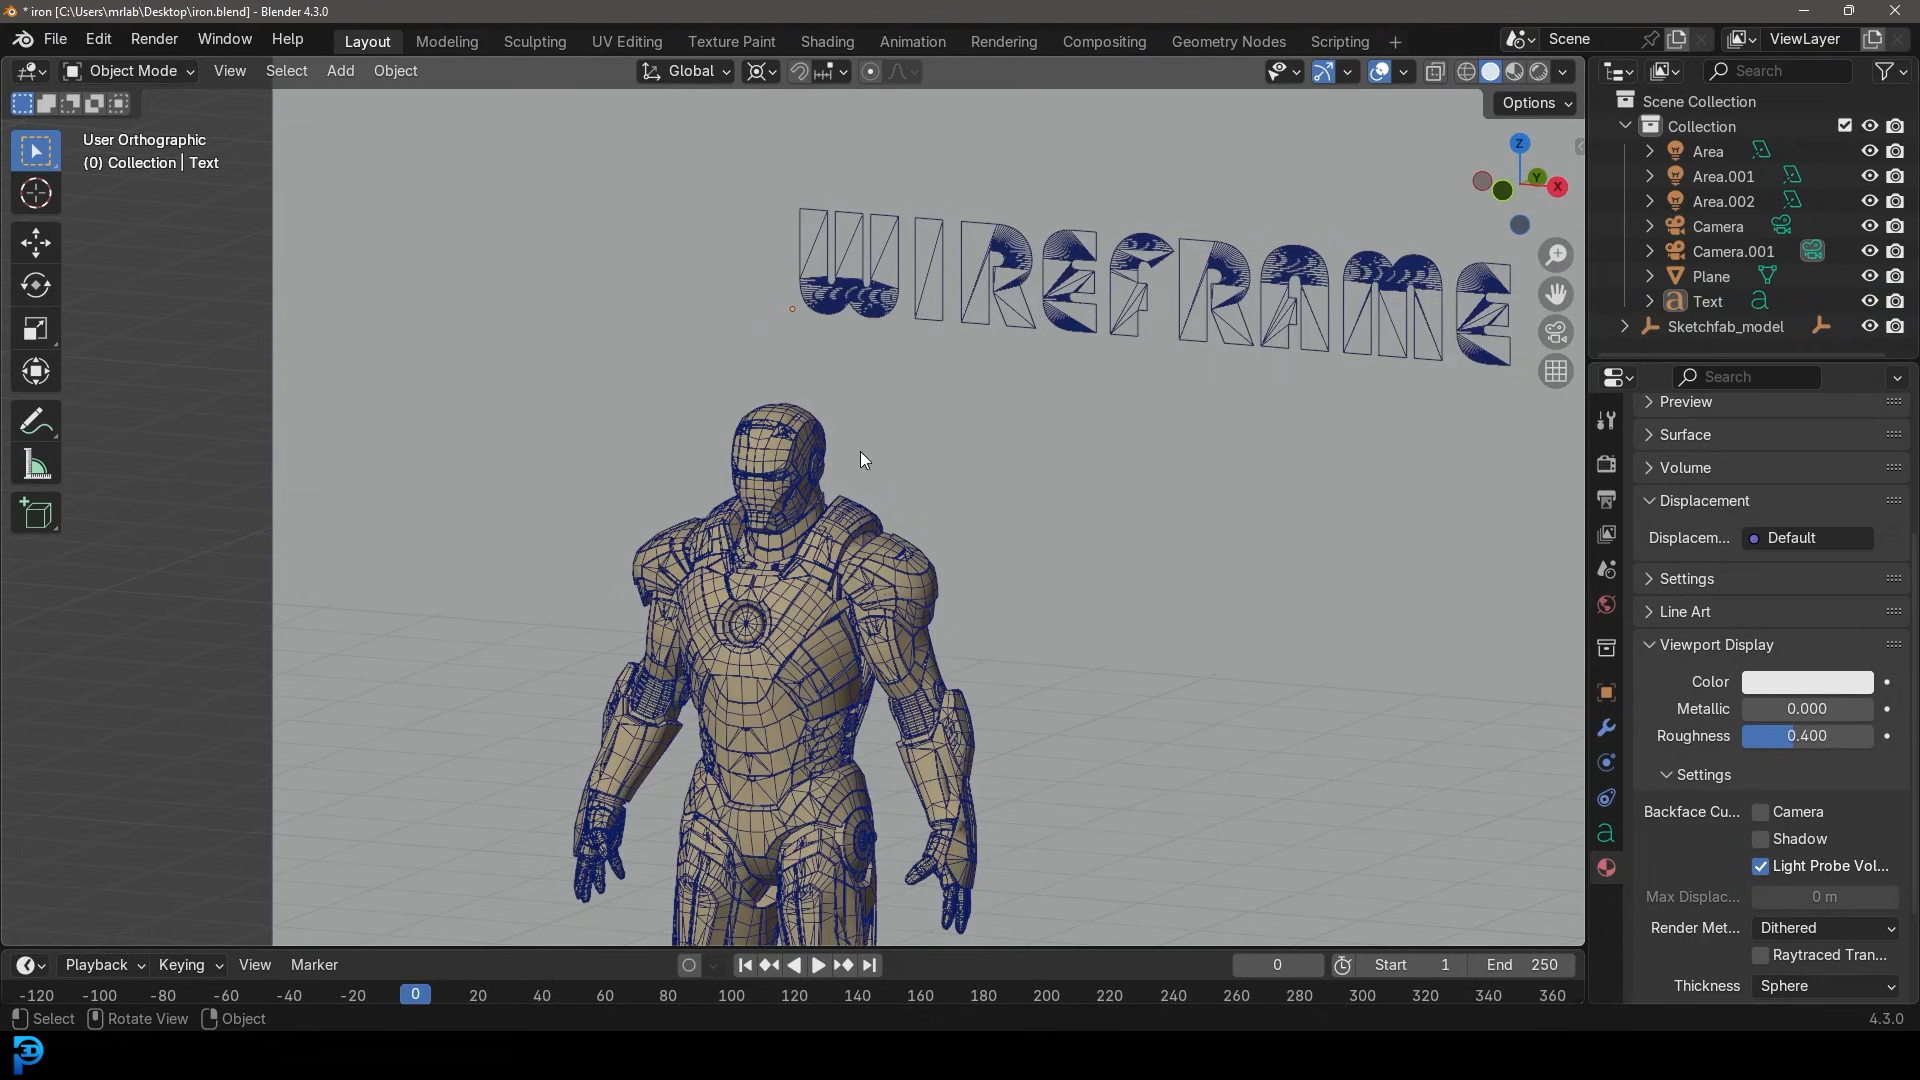 * iron [C:\Users\mrlab\Desktop\iron.blend] - Blender 4.3.0
File Edit Render Window Help
Layout Modeling Sculpting UV Editing Texture Paint Shading Animation Rendering Compositing Geometry Nodes Scripting +
Scene
ViewLayer
Object Mode View Select Add Object
Global
Search
Options
User Orthographic
(0) Collection | Text
Z
Y
X
WIREFRAME
Scene Collection
Collection
Area
Area.001
Area.002
Camera
Camera.001
Plane
Text
Sketchfab_model
Search
Preview
Surface
Volume
Displacement
Displacem... Default
Settings
Line Art
Viewport Display
Color
Metallic 0.000
Roughness 0.400
Settings
Backface Cu... Camera
Shadow
Light Probe Vol...
Max Displac... 0 m
Render Met... Dithered
Raytraced Tran...
Thickness Sphere
Playback Keying View Marker
0 Start 1 End 250
-120 -100 -80 -60 -40 -20 0 20 40 60 80 100 120 140 160 180 200 220 240 260 280 300 320 340 360
Select Rotate View Object
4.3.0
3D